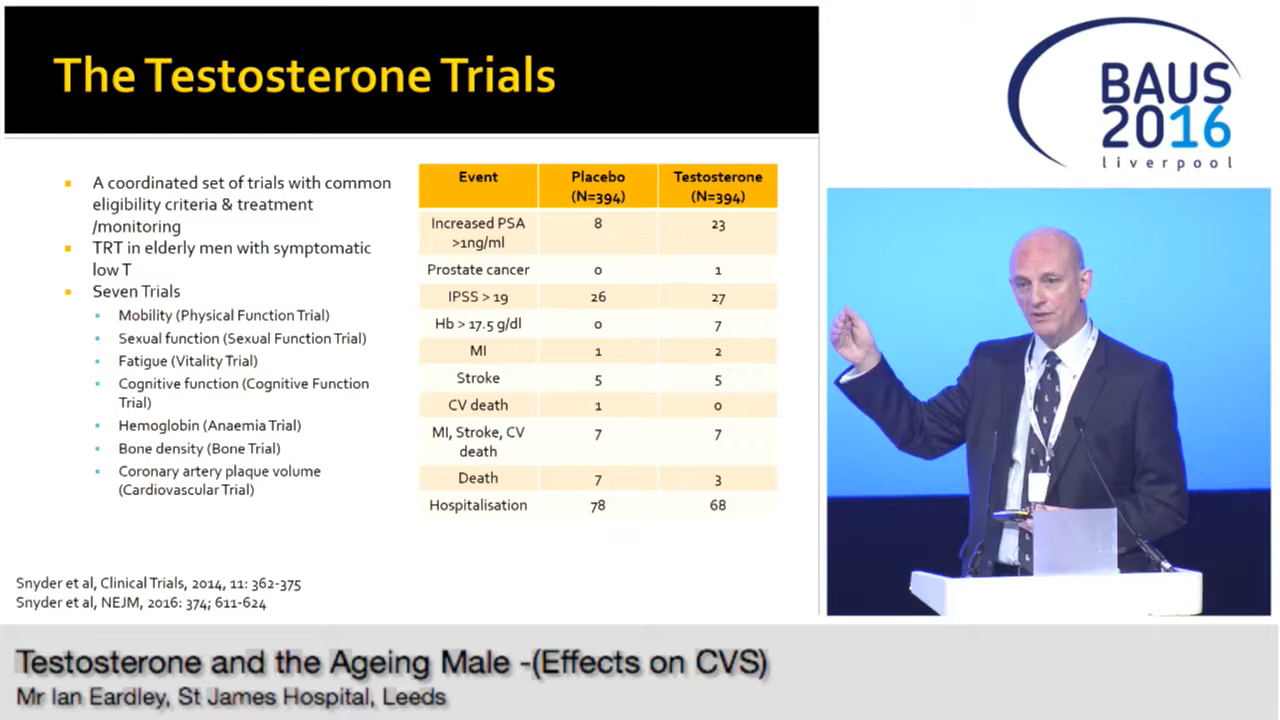 The Testosterone Trials
BAUS
2016
liverpool
A coordinated set of trials with common
eligibility criteria & treatment
/monitoring
TRT in elderly men with symptomatic
low T
Seven Trials
Mobility (Physical Function Trial)
Sexual function (Sexual Function Trial)
Fatigue (Vitality Trial)
Cognitive function (Cognitive Function
Trial)
Hemoglobin (Anaemia Trial)
Bone density (Bone Trial)
Coronary artery plaque volume
(Cardiovascular Trial)
Event Placebo Testosterone
(N=394) (N=394)
Increased PSA 8 23
>1ng/ml
Prostate cancer 0 1
IPSS > 19 26 27
Hb > 17.5 g/dl 0 7
MI 1 2
Stroke 5 5
CV death 1 0
MI, Stroke, CV 7 7
death
Death 7 3
Hospitalisation 78 68
Snyder et al, Clinical Trials, 2014, 11: 362-375
Snyder et al, NEJM, 2016: 374; 611-624
Testosterone and the Ageing Male -(Effects on CVS)
Mr Ian Eardley, St James Hospital, Leeds